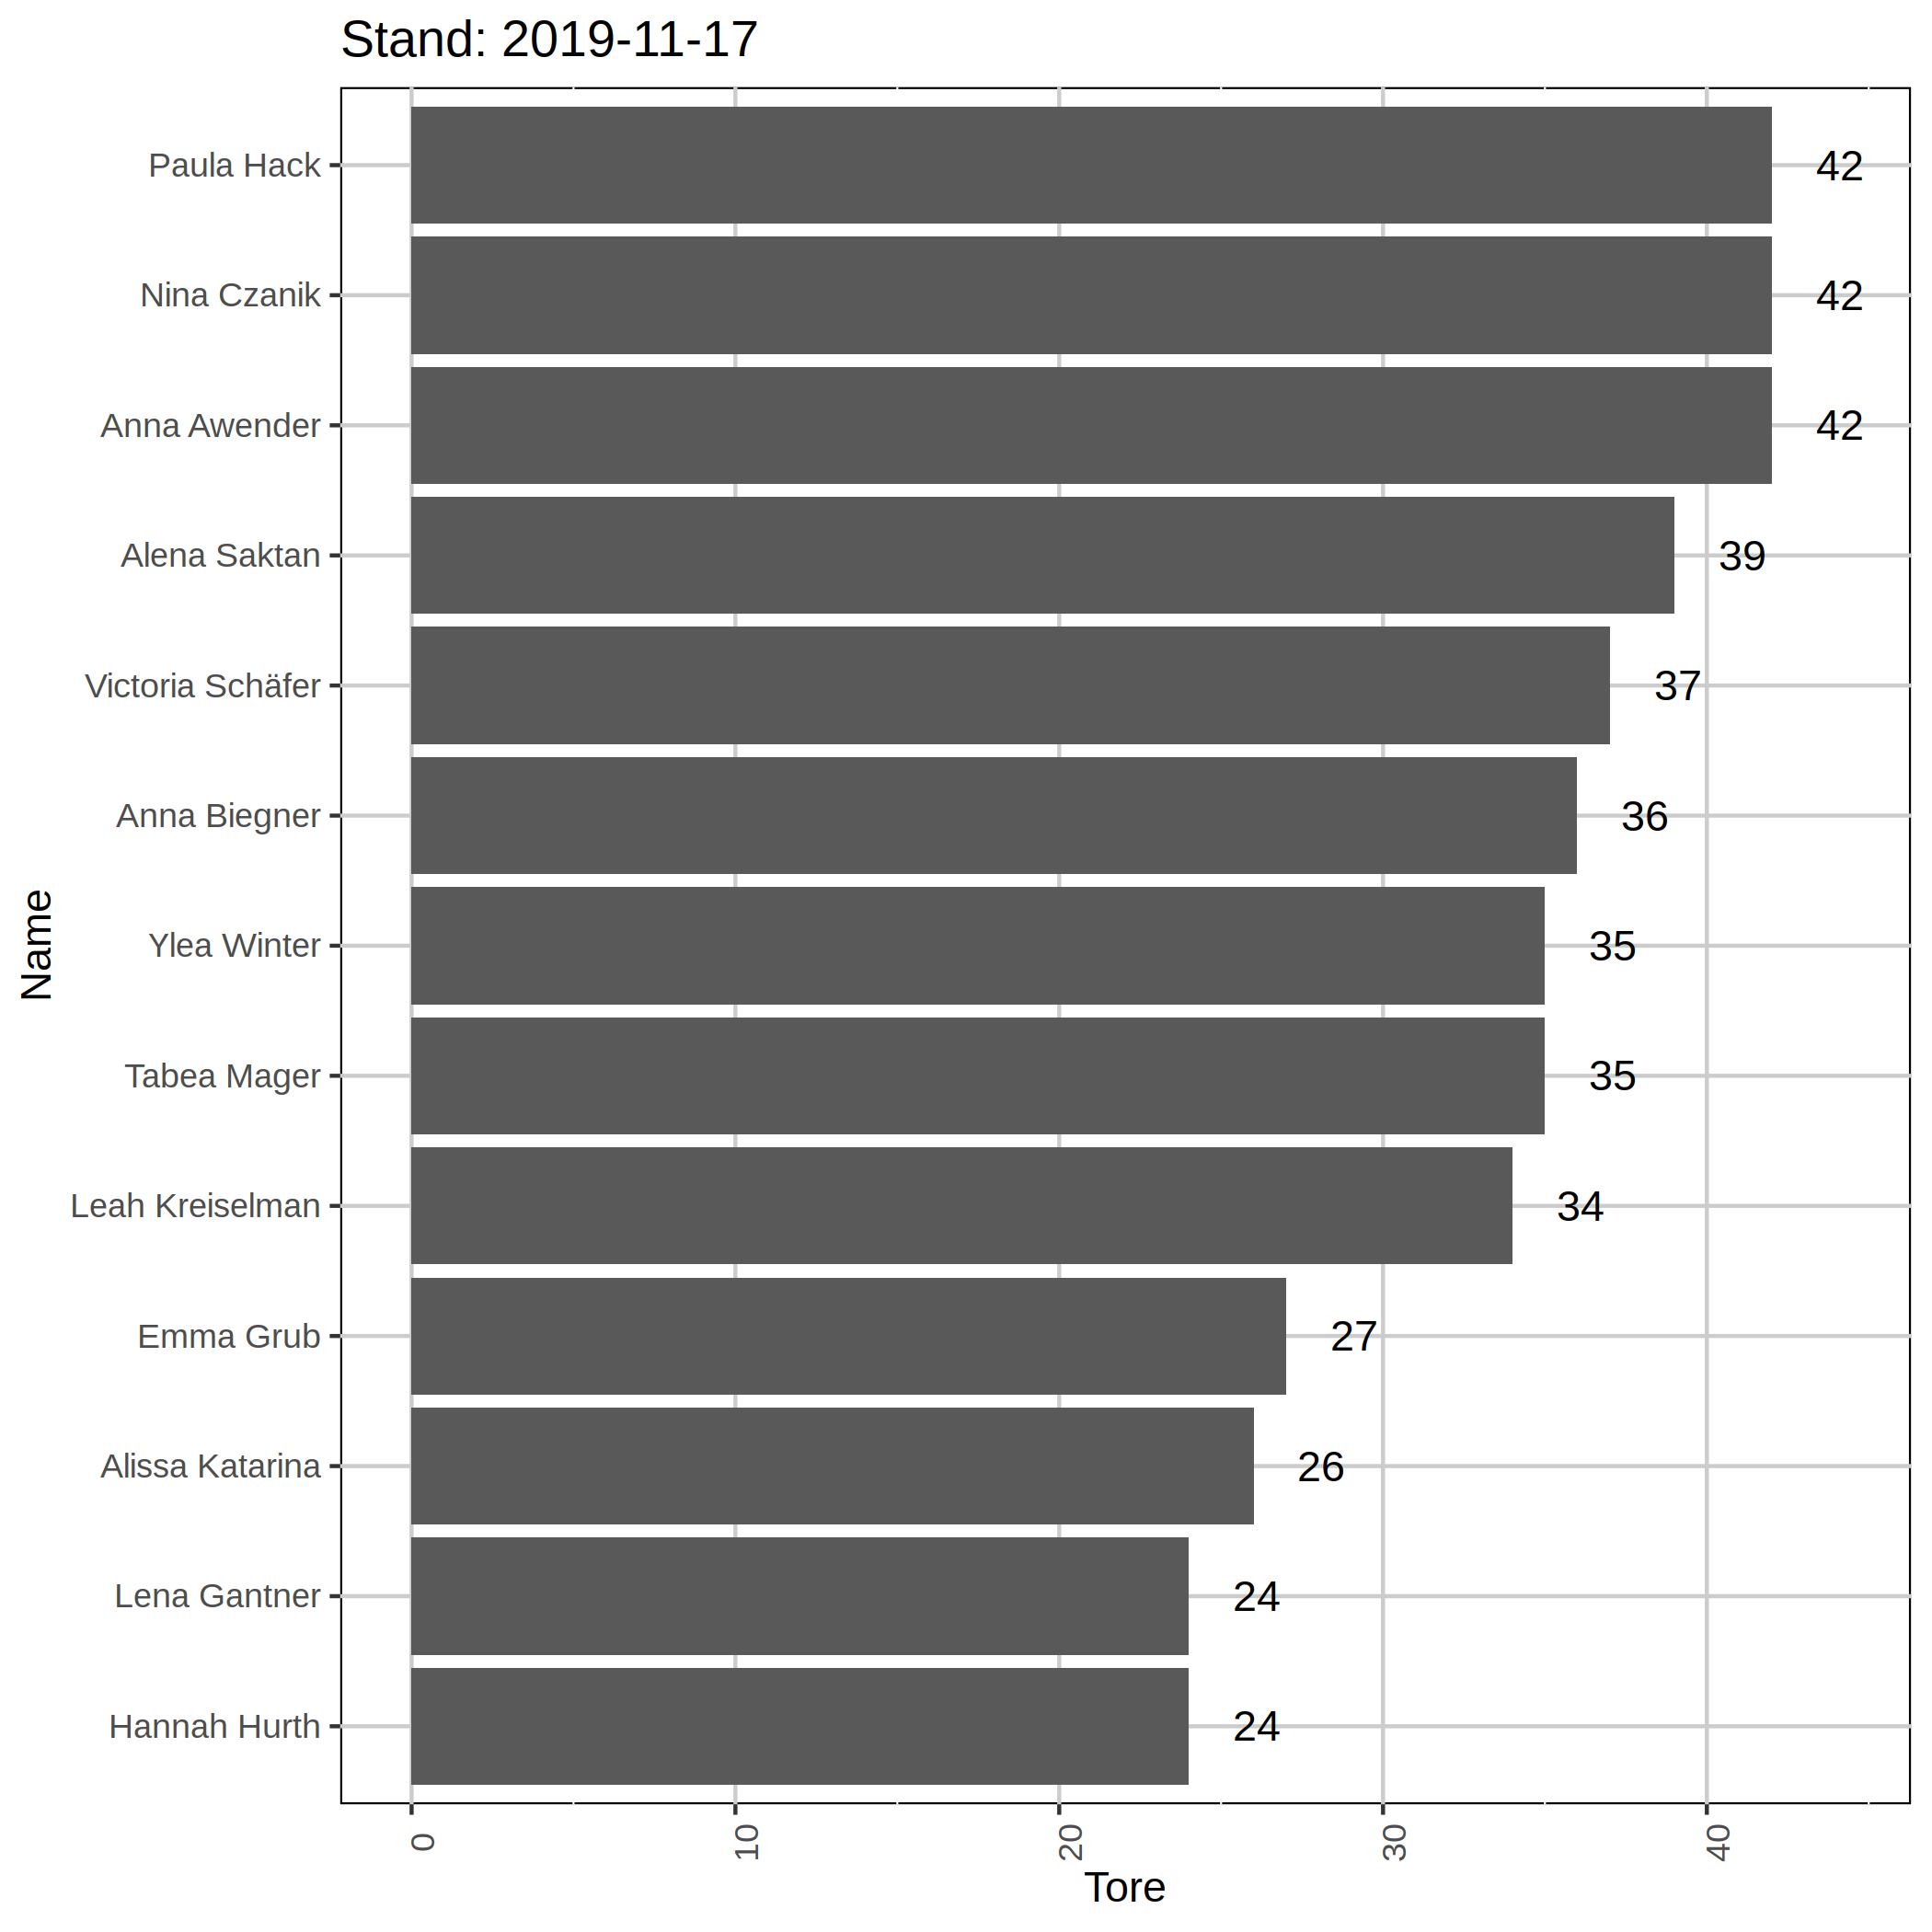 Stand: 2019-11-17
Paula Hack 42
Nina Czanik 42
Anna Awender 42
Alena Saktan 39
Victoria Schäfer 37
Anna Biegner 36
Ylea Winter 35
Tabea Mager 35
Leah Kreiselman 34
Emma Grub 27
Alissa Katarina 26
Lena Gantner 24
Hannah Hurth 24
Name
0 10 20 30 40
Tore